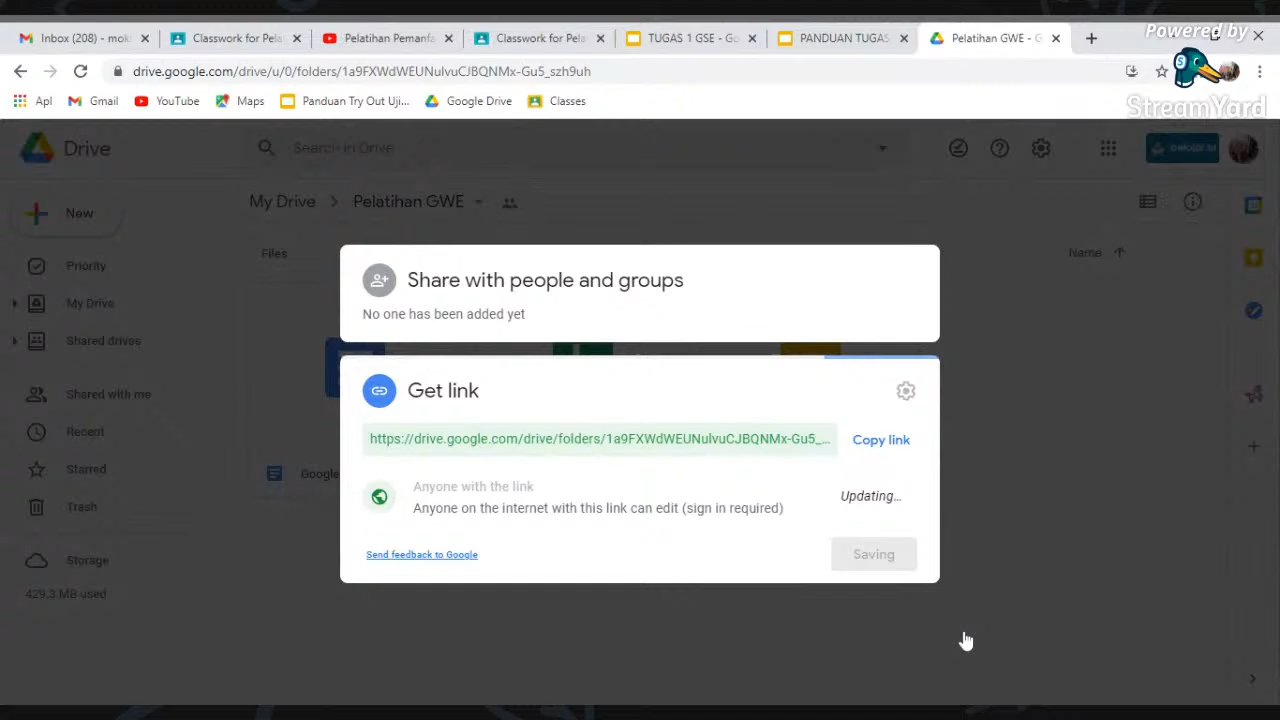 Powered by
Inbox (208) - mok
Classwork for Pela
Pelatihan Pemanfa
Classwork for Pela
TUGAS 1 GSE - Go
PANDUAN TUGAS
Pelatihan GWE - G
drive.google.com/drive/u/0/folders/1a9FXWdWEUNulvuCJBQNMx-Gu5_szh9uh
StreamYard
Apl
Gmail
YouTube
Maps
Panduan Try Out Uji...
Google Drive
Classes
Drive
Search in Drive
New
My Drive > Pelatihan GWE
Files
Name
Priority
My Drive
Shared drives
Shared with me
Recent
Starred
Trash
Storage
429.3 MB used
Google
Share with people and groups
No one has been added yet
Get link
https://drive.google.com/drive/folders/1a9FXWdWEUNulvuCJBQNMx-Gu5_...
Copy link
Anyone with the link
Updating...
Anyone on the internet with this link can edit (sign in required)
Send feedback to Google
Saving